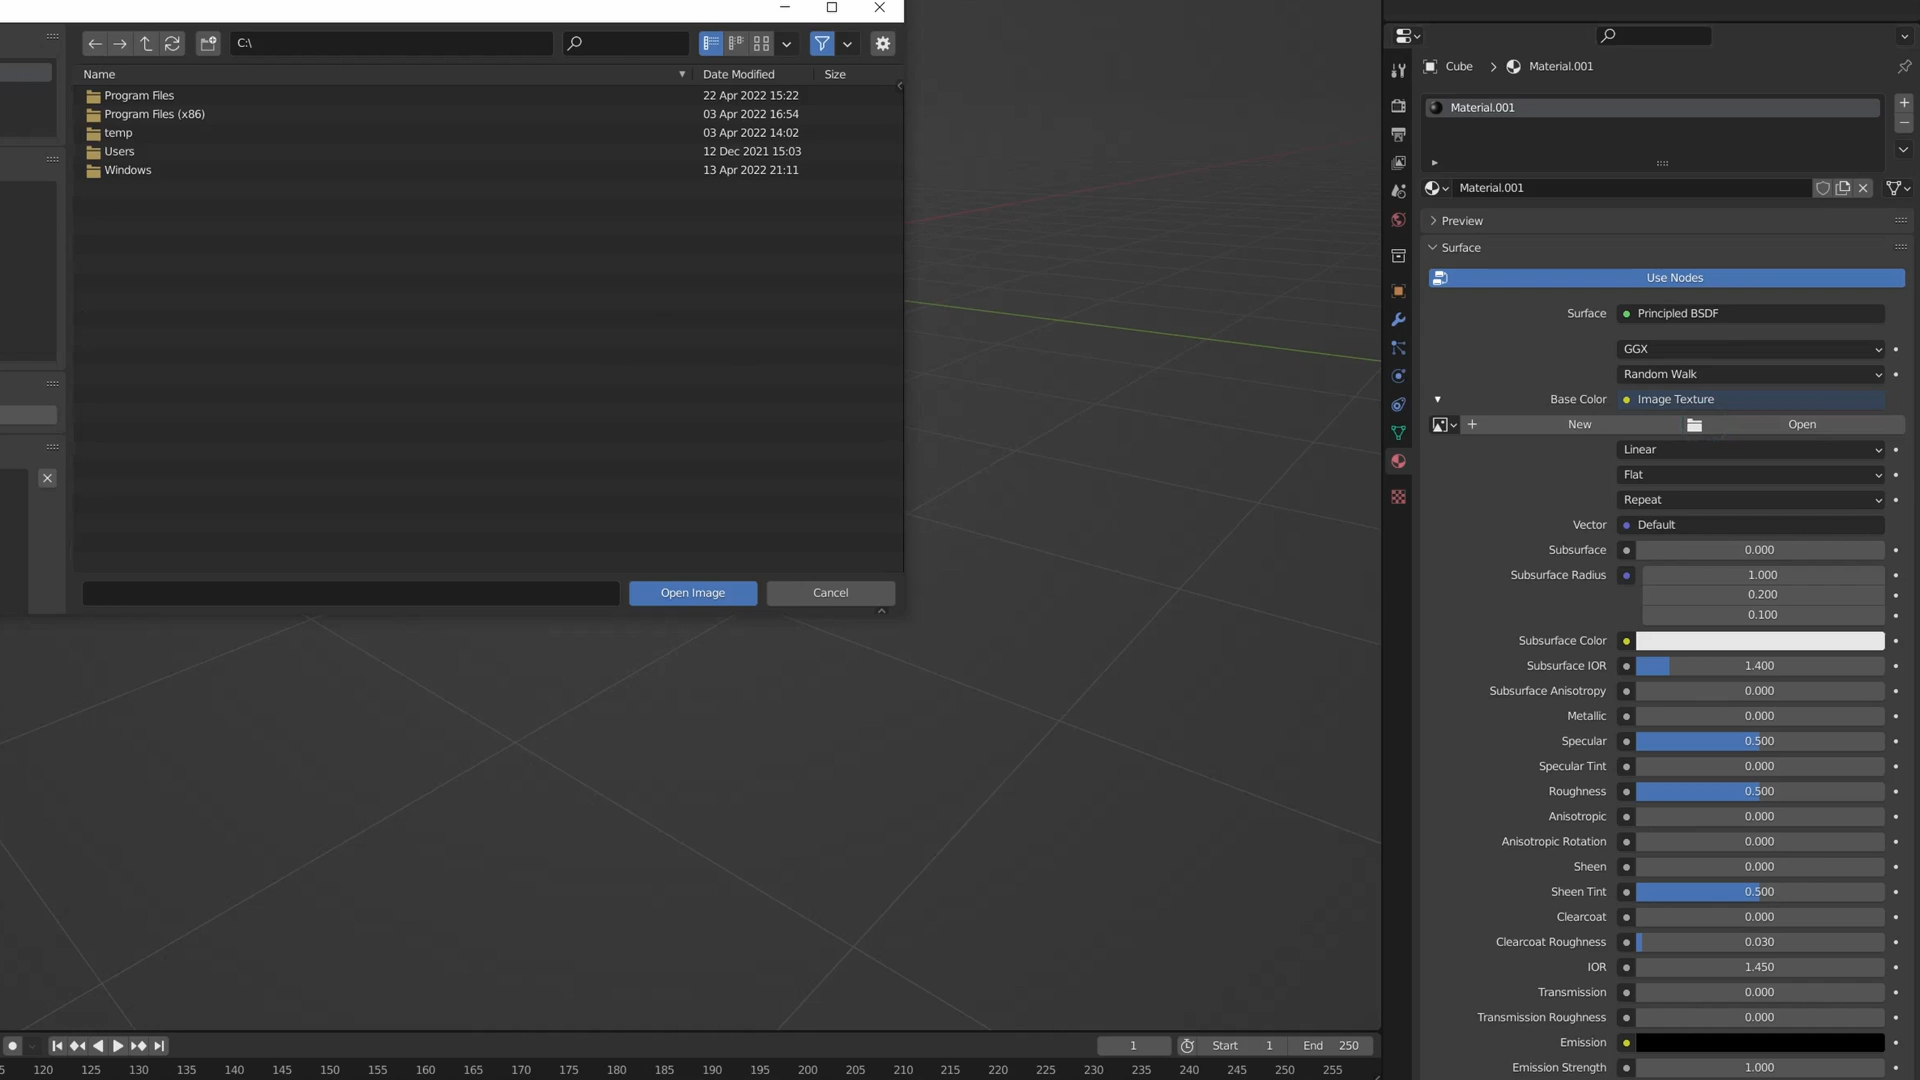 C:\
Name Date Modified Size
Program Files 22 Apr 2022 15:22
Program Files (x86) 03 Apr 2022 16:54
temp 03 Apr 2022 14:02
Users 12 Dec 2021 15:03
Windows 13 Apr 2022 21:11
Open Image Cancel
Cube Material.001
Material.001
Material.001
Preview
Surface
Use Nodes
Surface Principled BSDF
GGX
Random Walk
Base Color Image Texture
New Open
Linear
Flat
Repeat
Vector Default
Subsurface 0.000
Subsurface Radius 1.000
0.200
0.100
Subsurface Color
Subsurface IOR 1.400
Subsurface Anisotropy 0.000
Metallic 0.000
Specular 0.500
Specular Tint 0.000
Roughness 0.500
Anisotropic 0.000
Anisotropic Rotation 0.000
Sheen 0.000
Sheen Tint 0.500
Clearcoat 0.000
Clearcoat Roughness 0.030
IOR 1.450
Transmission 0.000
Transmission Roughness 0.000
Emission
Emission Strength 1.000
1 Start 1 End 250
5 120 125 130 135 140 145 150 155 160 165 170 175 180 185 190 195 200 205 210 215 220 225 230 235 240 245 250 255